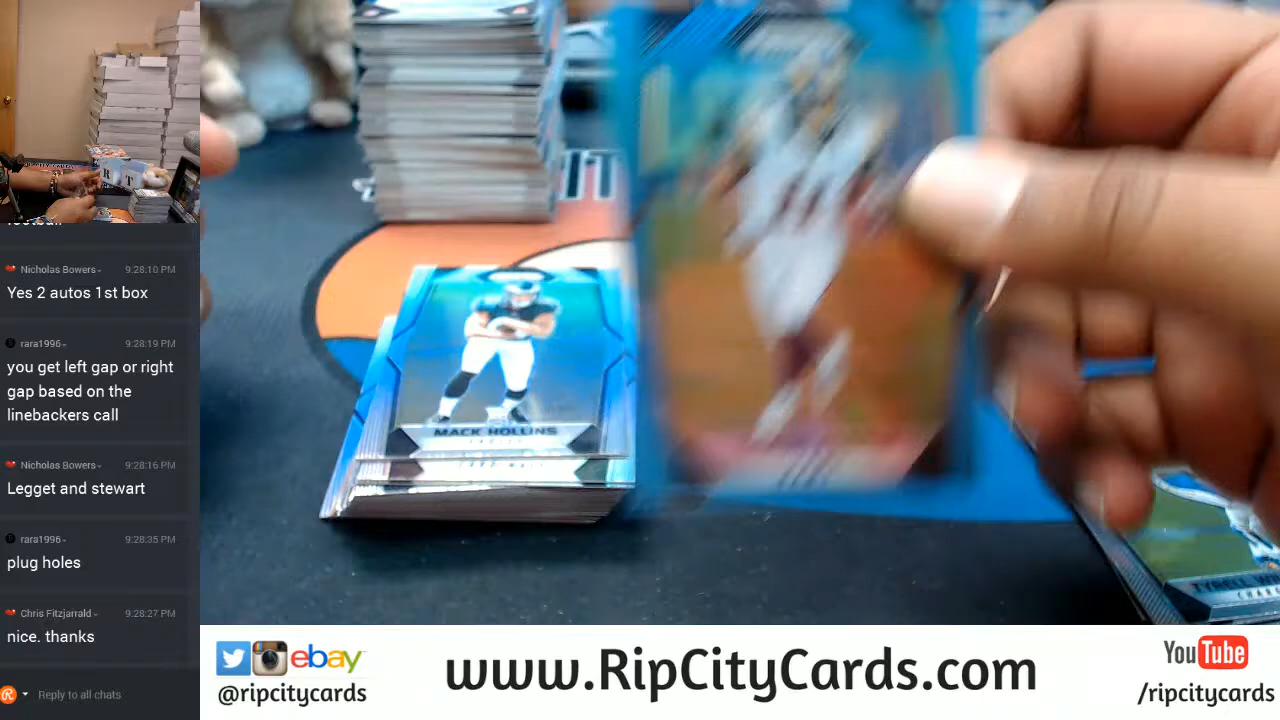 football
Nicholas Bowers 9:28:10 PM
Yes 2 autos 1st box
rara1996 9:28:19 PM
you get left gap or right
gap based on the
linebackers call
Nicholas Bowers 9:28:16 PM
Legget and stewart
rara1996 9:28:35 PM
plug holes
Chris Fitzjarrald 9:28:27 PM
nice. thanks
Reply to all chats
MACK HOLLINS
ebay
@ripcitycards
www.RipCityCards.com
YouTube
/ripcitycards